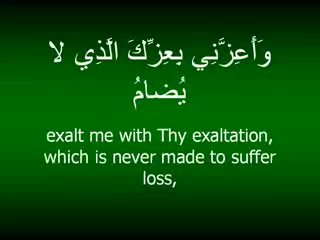 وَأَعِزَّنِي بِعِزِّكَ الَّذِي لا
يُضامُ
exalt me with Thy exaltation,
which is never made to suffer
loss,